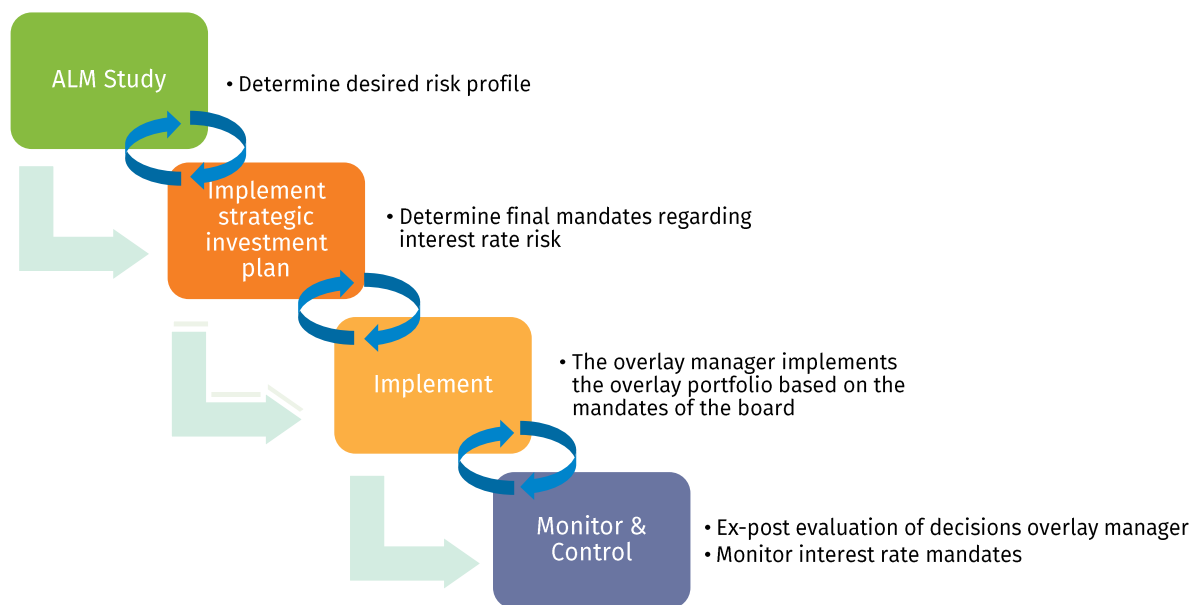 ALM Study
• Determine desired risk profile
Implement
strategic
investment
plan
• Determine final mandates regarding
interest rate risk
Implement
• The overlay manager implements
the overlay portfolio based on the
mandates of the board
Monitor &
Control
• Ex-post evaluation of decisions overlay manager
• Monitor interest rate mandates